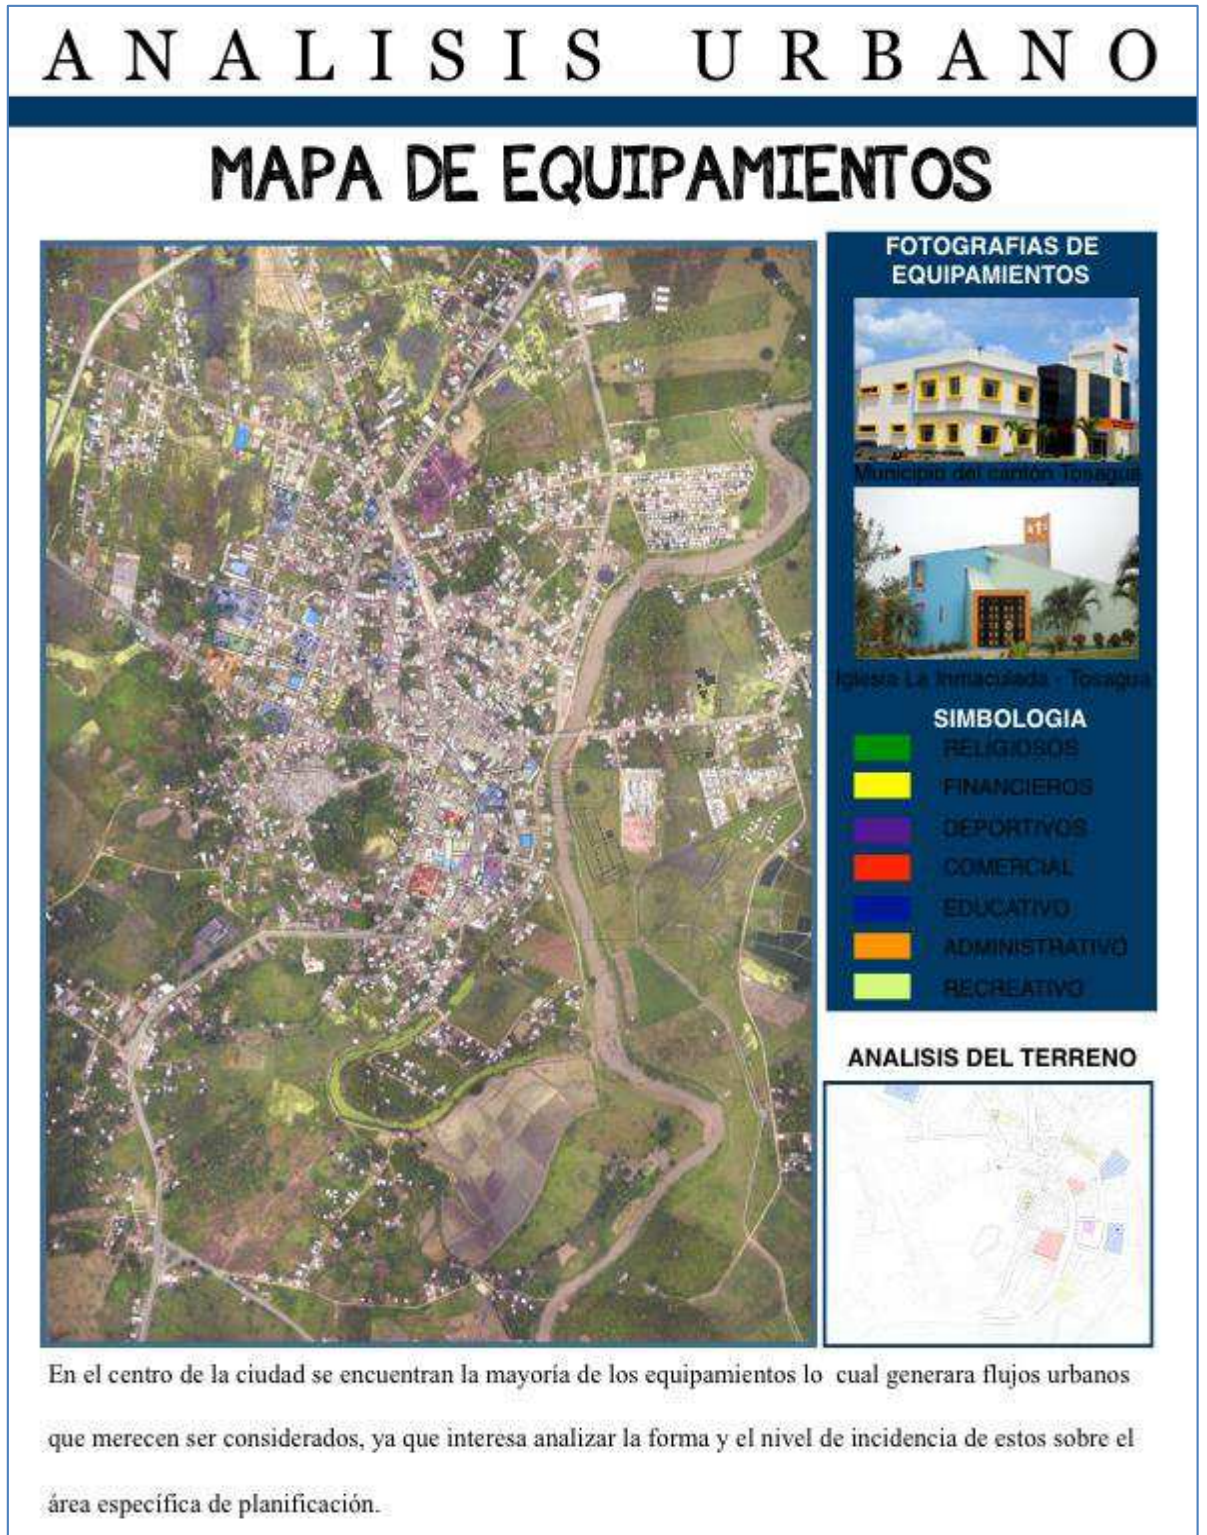 ANALISIS URBANO
MAPA DE EQUIPAMIENTOS
FOTOGRAFIAS DE
EQUIPAMIENTOS
Municipio del cantón Tosagua
Iglesia La Inmaculada - Tosagua
SIMBOLOGIA
RELIGIOSOS
FINANCIEROS
DEPORTIVOS
COMERCIAL
EDUCATIVO
ADMINISTRATIVO
RECREATIVO
ANALISIS DEL TERRENO
En el centro de la ciudad se encuentran la mayoría de los equipamientos lo cual generara flujos urbanos
que merecen ser considerados, ya que interesa analizar la forma y el nivel de incidencia de estos sobre el
área específica de planificación.